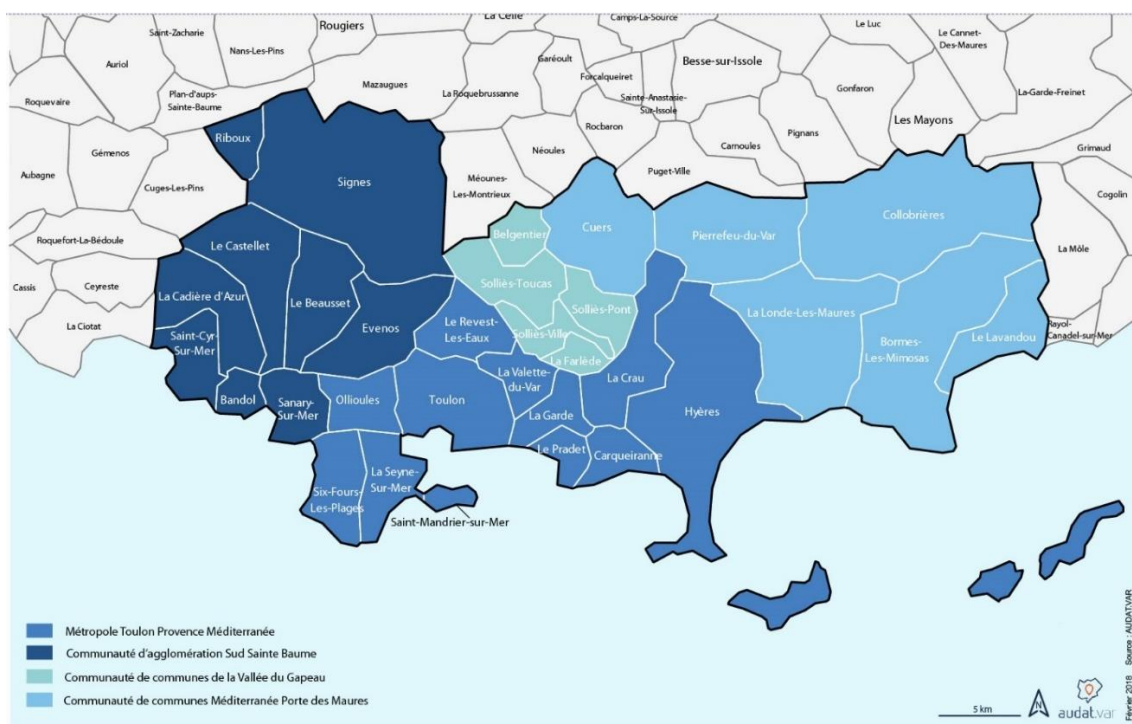 La Celle
Camps-La-Source
Le Luc
Rougiers
Saint-Zacharie
Nans-Les-Pins
Auriol
Le Cannet-
Des-Maures
Garéoult
Besse-sur-Issole
Forcalqueiret
Mazaugues
La Roquebrussanne
Plan-d'aups-
Sainte-Baume
Roquevaire
Sainte-Anastasie-
Sur-Issole
Gonfaron
La-Garde-Freinet
Les Mayons
Rocbaron
Riboux
Pignans
Gémenos
Néoules
Carnoules
Grimaud
Aubagne
Cuges-Les-Pins
Signes
Méounes-
Les-Montrieux
Puget-Ville
Cogolin
Collobrières
Belgentier
Cuers
Pierrefeu-du-Var
Roquefort-La-Bédoule
Le Castellet
La Môle
Cassis
Ceyreste
Solliès-Toucas
La Cadière d'Azur
Le Beausset
Solliès-Pont
La Londe-Les-Maures
La Ciotat
Evenos
Le Revest-
Les-Eaux
Solliès-Ville
Rayol-
Canadel-sur-Mer
Saint-Cyr-
Sur-Mer
Bormes-
Les-Mimosas
Le Lavandou
La Farlède
La Valette-
du-Var
La Crau
Bandol
Sanary-
Sur-Mer
Ollioules
Toulon
La Garde
Hyères
Le Pradet
Carqueiranne
La Seyne-
Sur-Mer
Six-Fours-
Les-Plages
Saint-Mandrier-sur-Mer
Métropole Toulon Provence Méditerranée
Communauté d'agglomération Sud Sainte Baume
Communauté de communes de la Vallée du Gapeau
Communauté de communes Méditerranée Porte des Maures
5 km
N
audat.var
Février 2018 Source : AUDAT.VAR